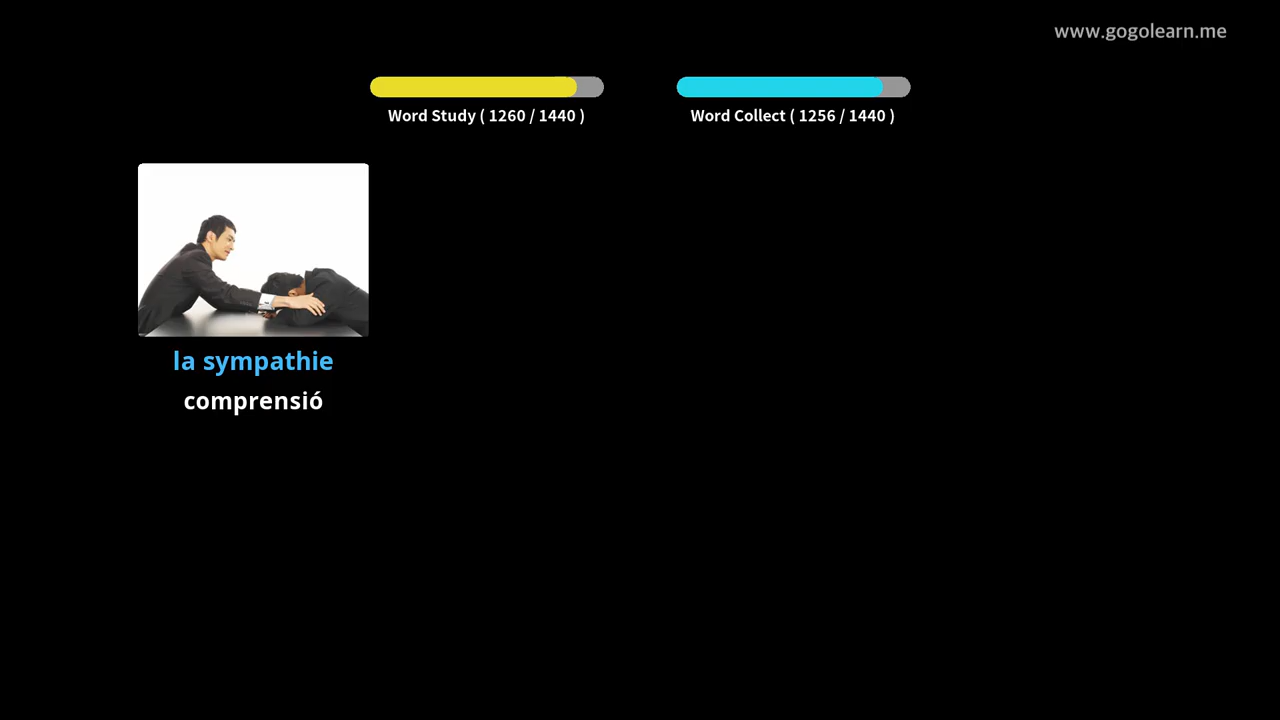 www.gogolearn.me
Word Study ( 1260 / 1440 )
Word Collect ( 1256 / 1440 )
la sympathie
comprensió